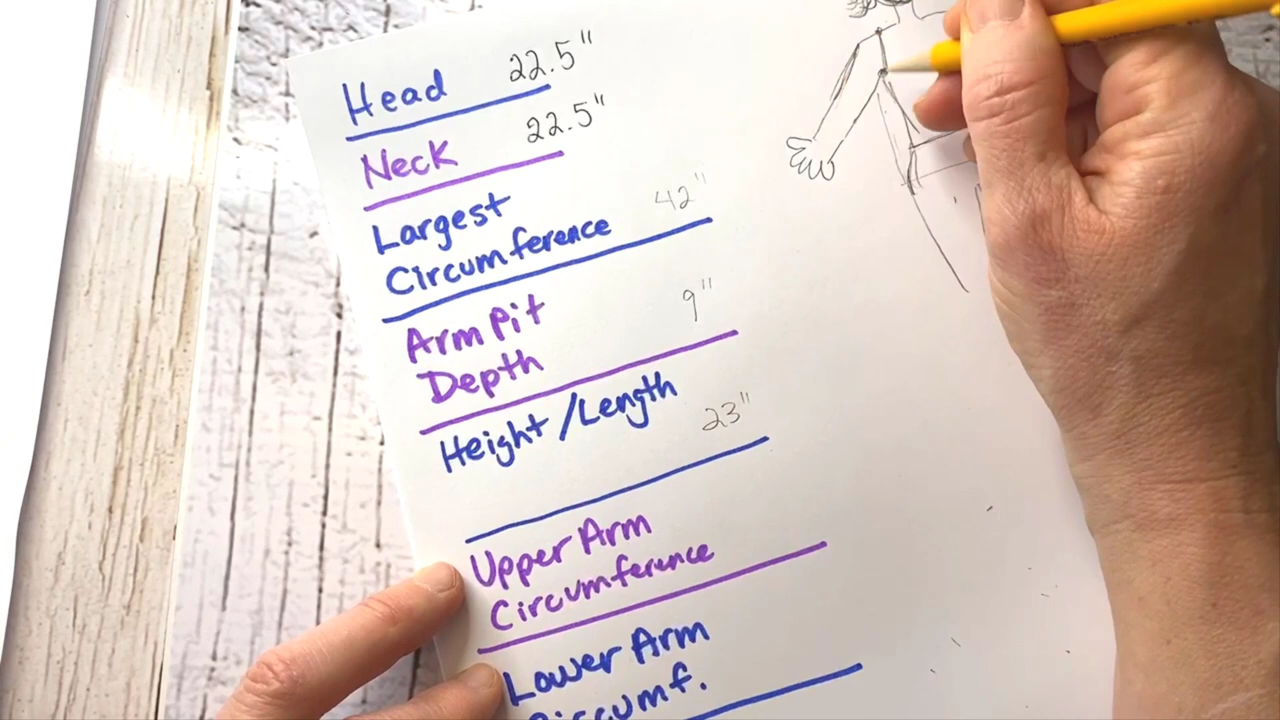 Head 22.5"
Neck 22.5"
Largest
Circumference 42"
Arm Pit
Depth 9"
Height/Length
23"
Upper Arm
Circumference
Lower Arm
Circumf.